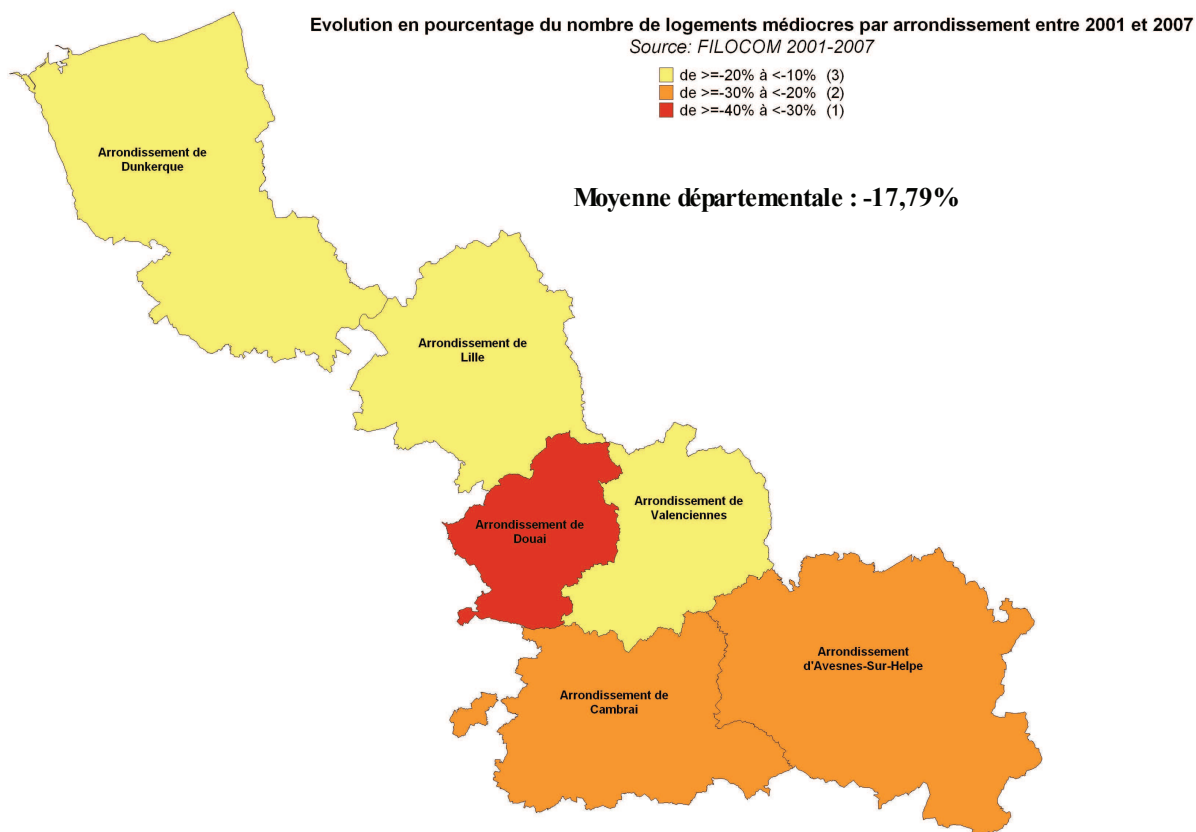 Evolution en pourcentage du nombre de logements médiocres par arrondissement entre 2001 et 2007
Source: FILOCOM 2001-2007
de >=-20% à <-10% (3)
de >=-30% à <-20% (2)
de >=-40% à <-30% (1)
Arrondissement de
Dunkerque
Moyenne départementale : -17,79%
Arrondissement de
Lille
Arrondissement de
Valenciennes
Arrondissement de
Douai
Arrondissement
d'Avesnes-Sur-Helpe
Arrondissement de
Cambrai